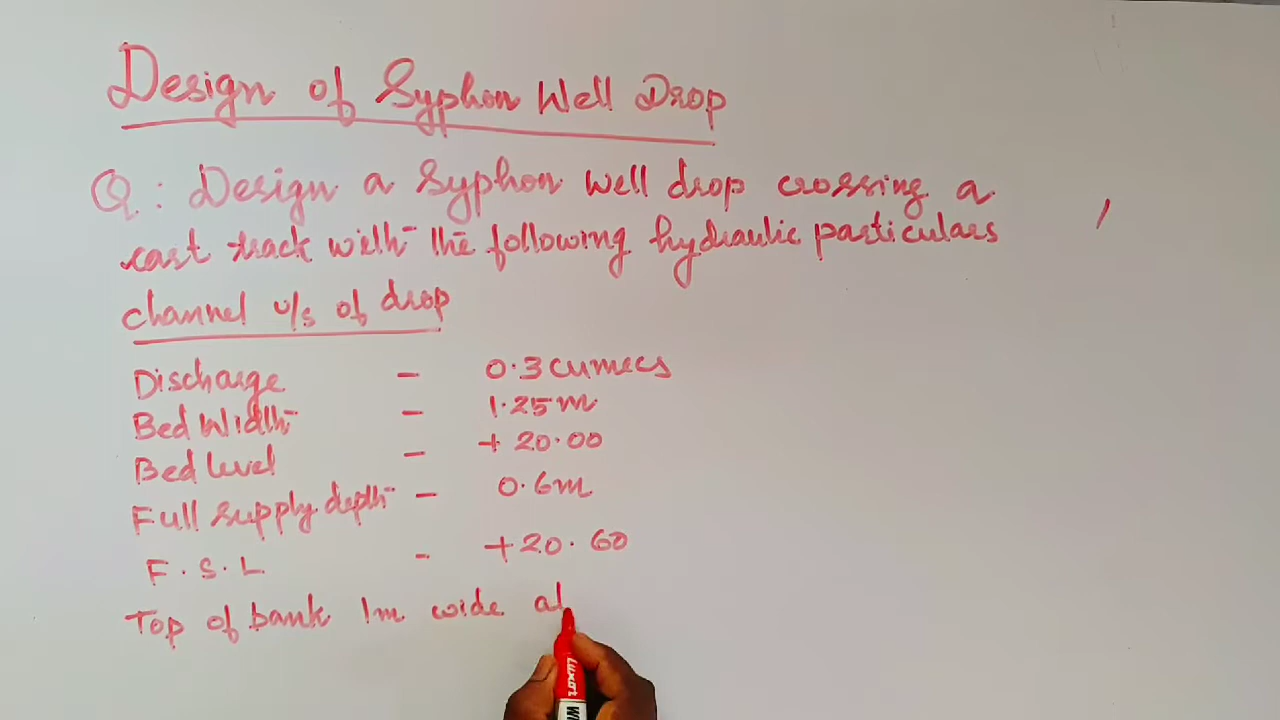 Design of Syphon Well Drop
Q: Design a Syphon well drop crossing a
cart track with the following hydraulic particulars
channel u/s of drop
Discharge - 0.3 cumecs
Bed Width - 1.25m
Bed level - + 20.00
Full supply depth - 0.6m
F.S.L - +20.60
Top of bank 1m wide at
Luxor
W